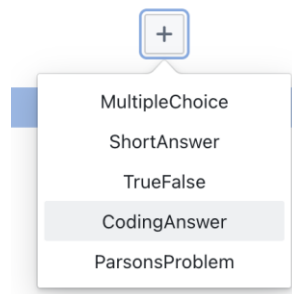 +
MultipleChoice
ShortAnswer
TrueFalse
CodingAnswer
ParsonsProblem